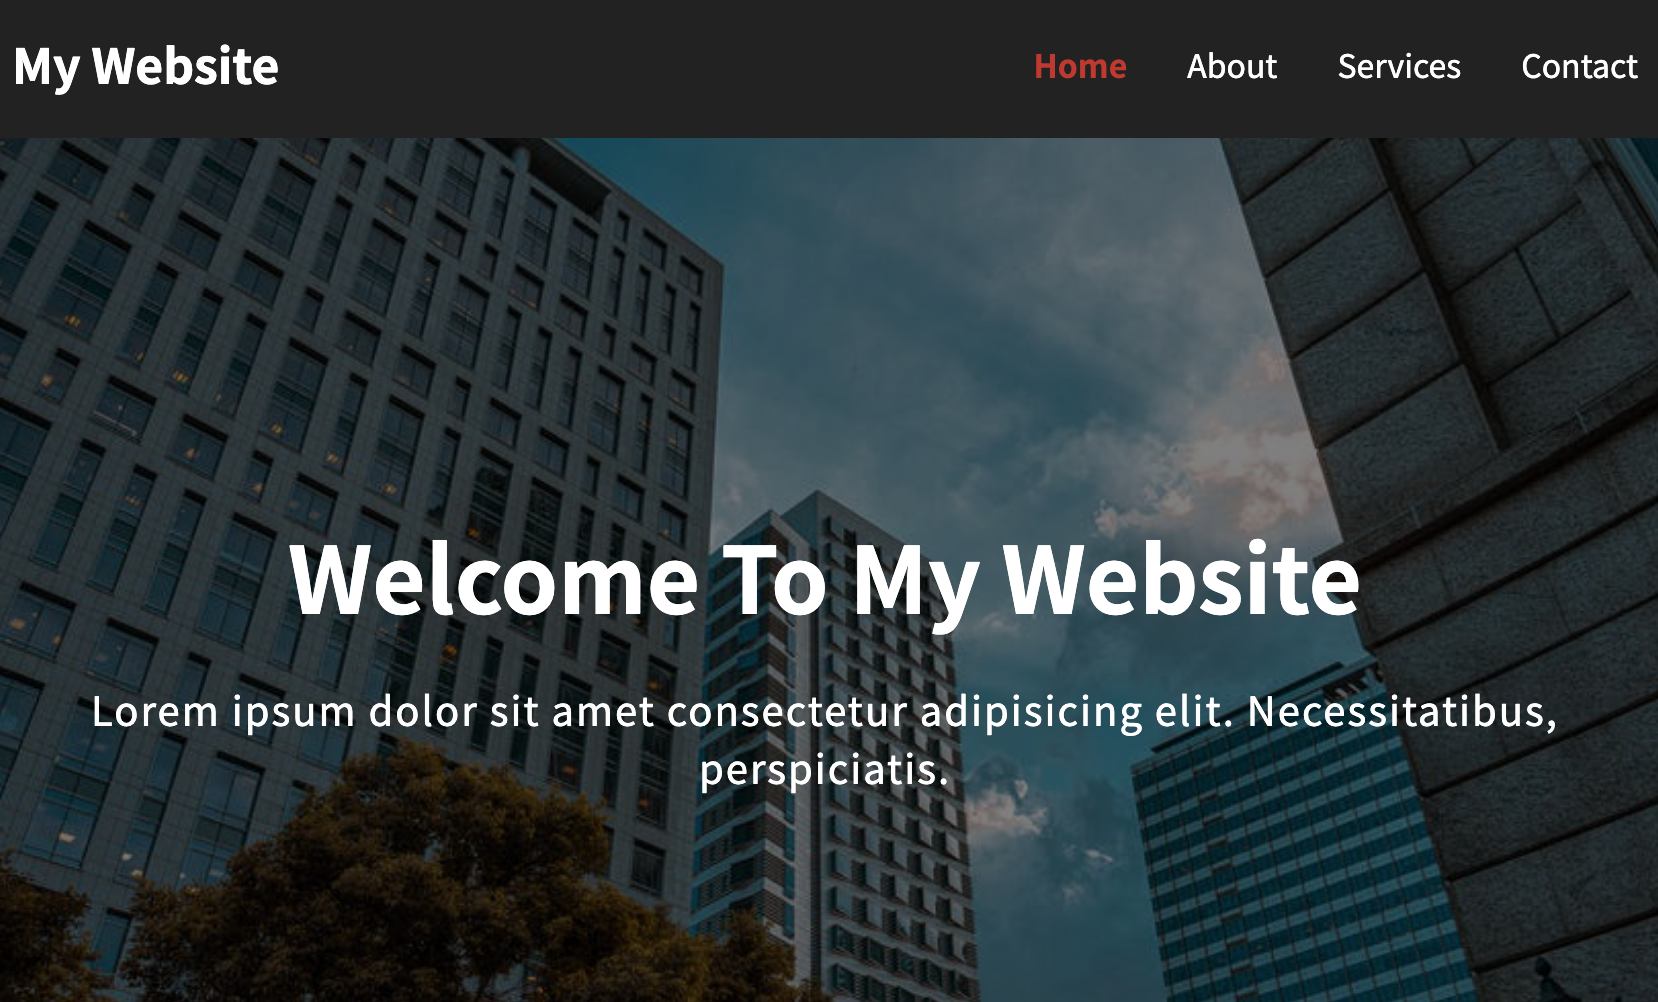 My Website
Home About Services Contact
Welcome To My Website
Lorem ipsum dolor sit amet consectetur adipisicing elit. Necessitatibus,
perspiciatis.